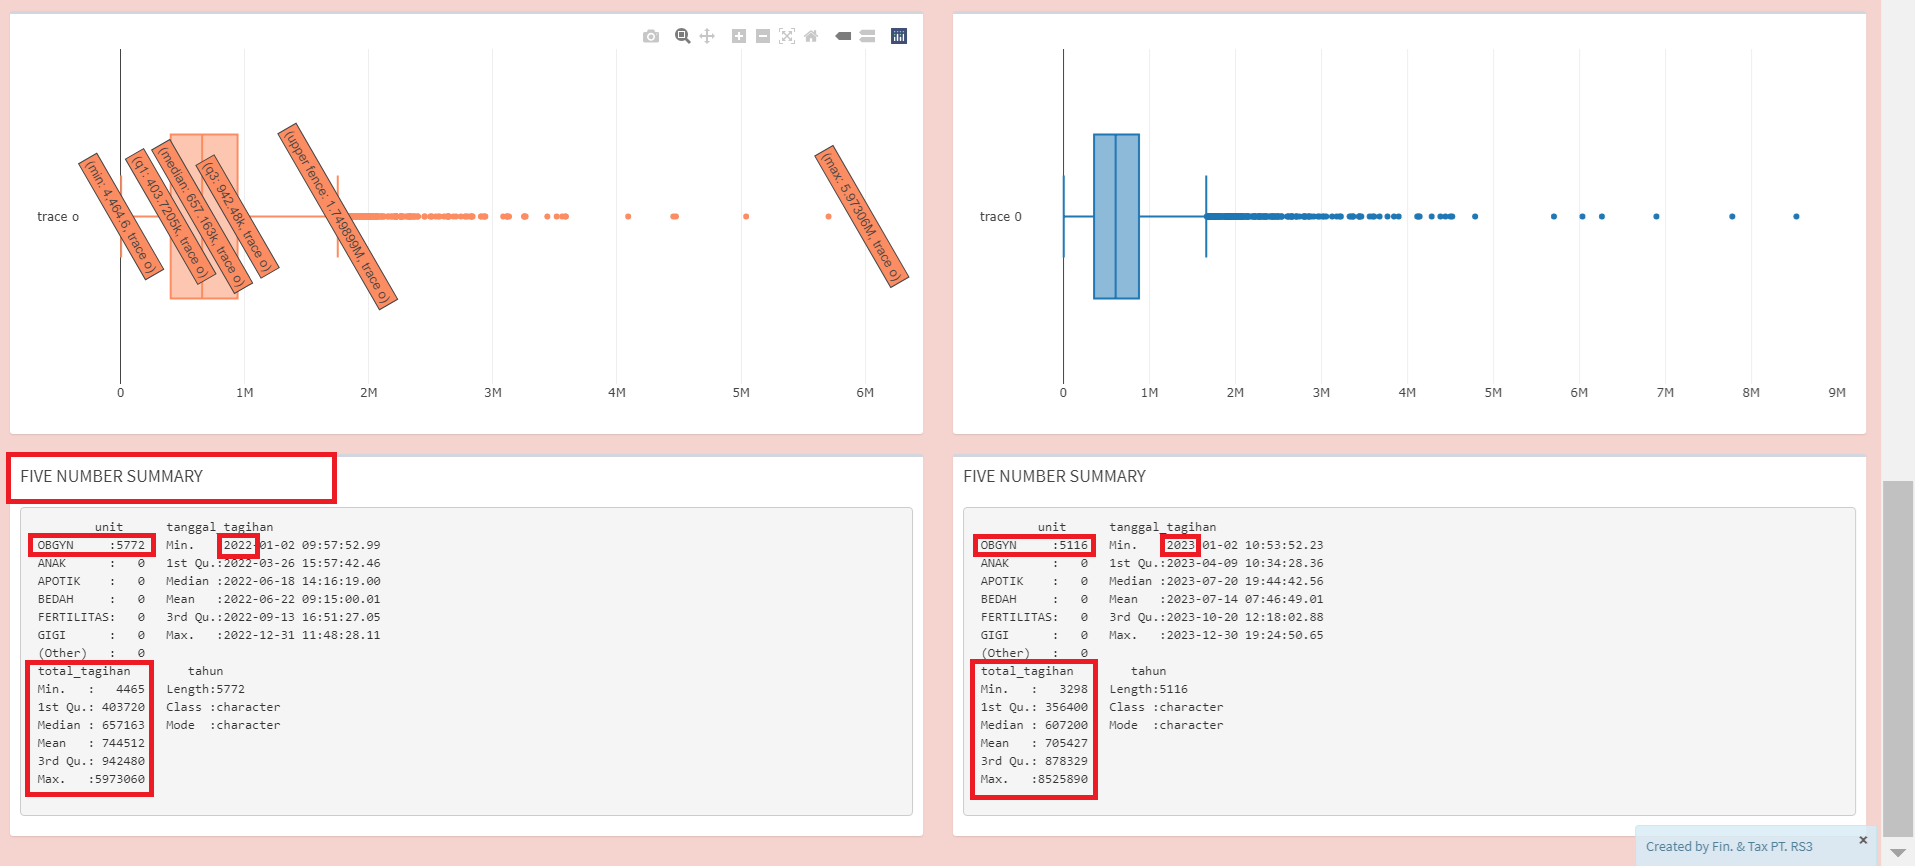 trace o
(min: 4,464.6, trace o)
(q1: 403.7205k, trace o)
(median: 657.163k, trace o)
(q3: 942.48k, trace o)
(upper fence: 1.749899M, trace o)
(max: 5.97306M, trace o)
0 1M 2M 3M 4M 5M 6M
trace 0
0 1M 2M 3M 4M 5M 6M 7M 8M 9M
FIVE NUMBER SUMMARY
unit tanggal_tagihan
OBGYN :5772 Min. :2022-01-02 09:57:52.99
ANAK : 0 1st Qu.:2022-03-26 15:57:42.46
APOTIK : 0 Median :2022-06-18 14:16:19.00
BEDAH : 0 Mean :2022-06-22 09:15:00.01
FERTILITAS: 0 3rd Qu.:2022-09-13 16:51:27.05
GIGI : 0 Max. :2022-12-31 11:48:28.11
(Other) : 0
total_tagihan tahun
Min. : 4465 Length:5772
1st Qu.: 403720 Class :character
Median : 657163 Mode :character
Mean : 744512
3rd Qu.: 942480
Max. :5973060
FIVE NUMBER SUMMARY
unit tanggal_tagihan
OBGYN :5116 Min. :2023-01-02 10:53:52.23
ANAK : 0 1st Qu.:2023-04-09 10:34:28.36
APOTIK : 0 Median :2023-07-20 19:44:42.56
BEDAH : 0 Mean :2023-07-14 07:46:49.01
FERTILITAS: 0 3rd Qu.:2023-10-20 12:18:02.88
GIGI : 0 Max. :2023-12-30 19:24:50.65
(Other) : 0
total_tagihan tahun
Min. : 3298 Length:5116
1st Qu.: 356400 Class :character
Median : 607200 Mode :character
Mean : 705427
3rd Qu.: 878329
Max. :8525890
Created by Fin. & Tax PT. RS3